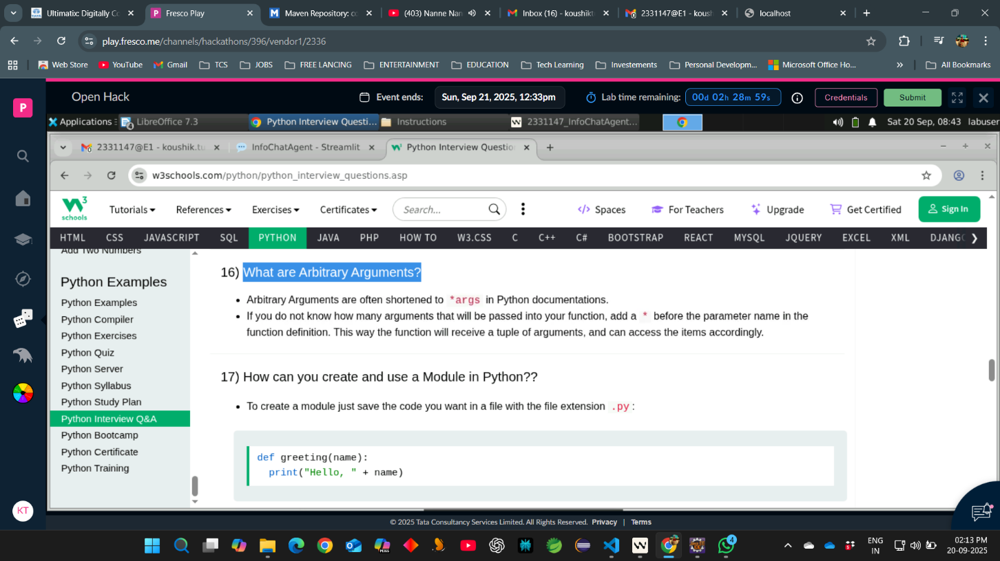 Ultimatix: Digitally Co
Fresco Play
Maven Repository: co
(403) Nanne Nan
Inbox (16) - koushikt
2331147@E1 - koush
localhost
play.fresco.me/channels/hackathons/396/vendor1/2336
Web Store
YouTube
Gmail
TCS
JOBS
FREE LANCING
ENTERTAINMENT
EDUCATION
Tech Learning
Investements
Personal Developm...
Microsoft Office Ho...
All Bookmarks
P
Open Hack
Event ends:
Sun, Sep 21, 2025, 12:33pm
Lab time remaining:
00d 02h 28m 59s
Credentials
Submit
Applications
LibreOffice 7.3
Python Interview Questi...
Instructions
2331147_InfoChatAgent...
Sat 20 Sep, 08:43
labuser
2331147@E1 - koushik.tu
InfoChatAgent - Streamlit
Python Interview Questio
w3schools.com/python/python_interview_questions.asp
W3
schools
Tutorials
References
Exercises
Certificates
Search...
Spaces
For Teachers
Upgrade
Get Certified
Sign In
HTML
CSS
JAVASCRIPT
SQL
PYTHON
JAVA
PHP
HOW TO
W3.CSS
C
C++
C#
BOOTSTRAP
REACT
MYSQL
JQUERY
EXCEL
XML
DJANG
Add Two Numbers
Python Examples
Python Examples
Python Compiler
Python Exercises
Python Quiz
Python Server
Python Syllabus
Python Study Plan
Python Interview Q&A
Python Bootcamp
Python Certificate
Python Training
16) What are Arbitrary Arguments?
• Arbitrary Arguments are often shortened to *args in Python documentations.
• If you do not know how many arguments that will be passed into your function, add a * before the parameter name in the
function definition. This way the function will receive a tuple of arguments, and can access the items accordingly.
17) How can you create and use a Module in Python??
• To create a module just save the code you want in a file with the file extension .py:
def greeting(name):
print("Hello, " + name)
KT
© 2025 Tata Consultancy Services Limited. All Rights Reserved. Privacy | Terms
4
ENG
IN
02:13 PM
20-09-2025